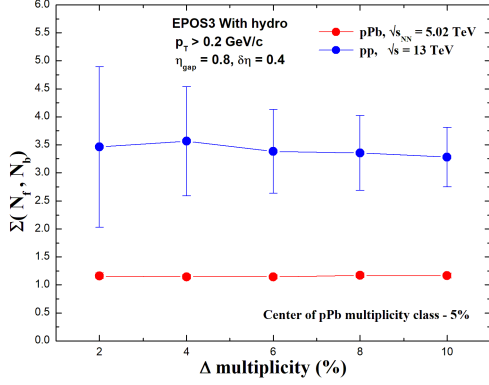 EPOS3 With hydro
p_T > 0.2 GeV/c
η_gap = 0.8, δη = 0.4
pPb, √s_NN = 5.02 TeV
pp, √s = 13 TeV
Σ( N_f , N_b )
6.0
5.5
5.0
4.5
4.0
3.5
3.0
2.5
2.0
1.5
1.0
0.5
0.0
Center of pPb multiplicity class - 5%
2 4 6 8 10
Δ multiplicity (%)